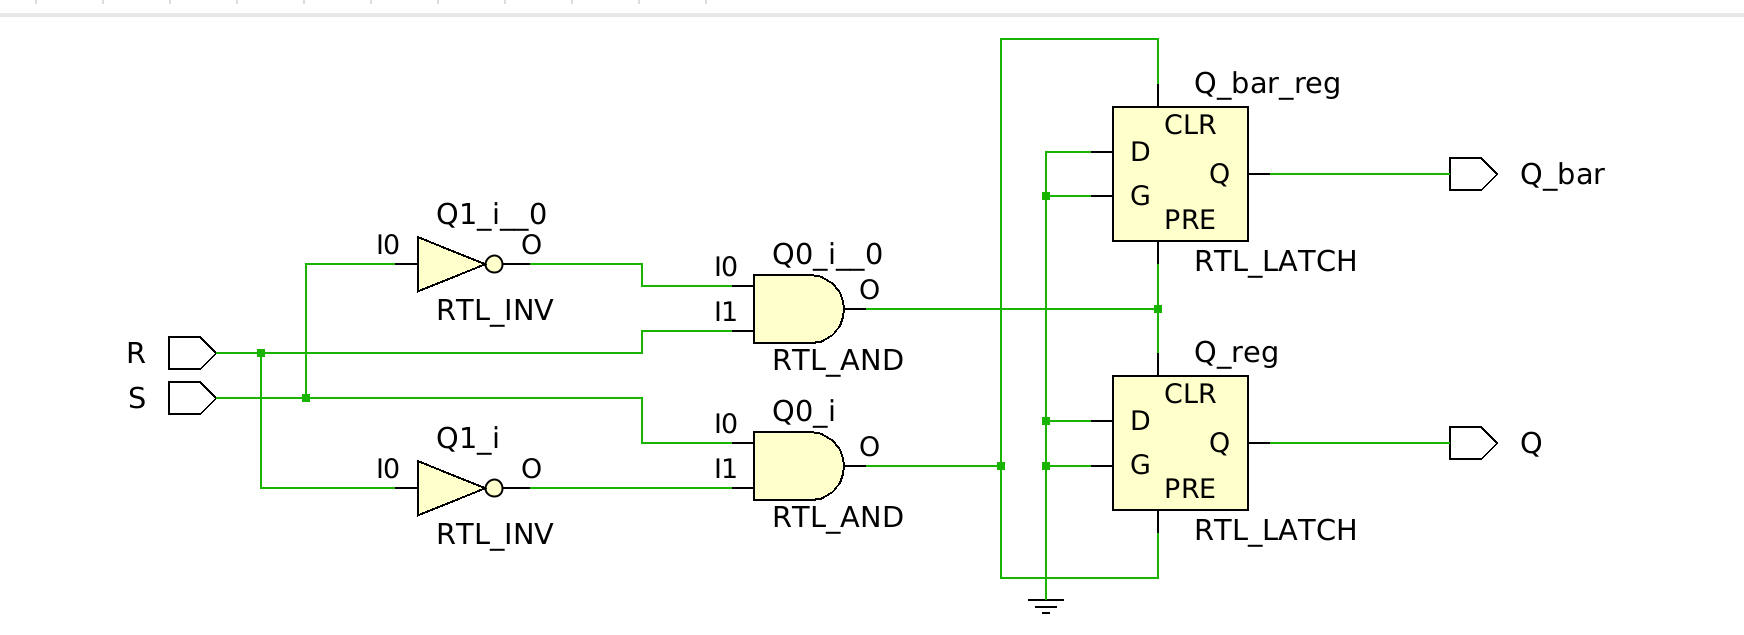 Q_bar_reg
CLR
D
Q
G
PRE
RTL_LATCH
Q_bar
Q1_i__0
I0
O
RTL_INV
Q0_i__0
I0
I1
O
RTL_AND
R
S
Q1_i
I0
O
RTL_INV
Q0_i
I0
I1
O
RTL_AND
Q_reg
CLR
D
Q
G
PRE
RTL_LATCH
Q